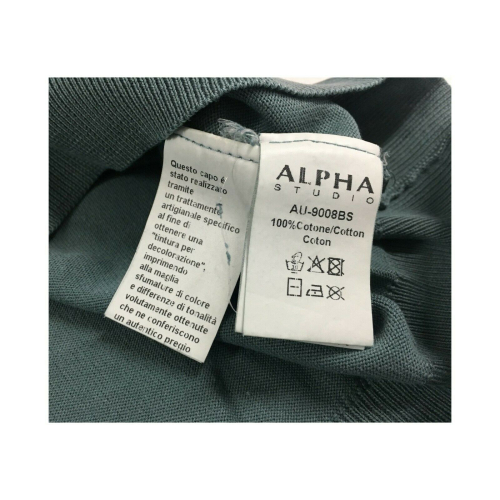 Questo capo é
stato realizzato
tramite
un trattamento
artigianale specifico
al fine di
ottenere una
"tintura per
decolorazione",
imprimendo
alla maglia
sfumature di colore
e differenze di tonalità
volutamente ottenute
che ne conferiscono
un autentico pregio
ALPHA
STUDIO
AU-9008BS
100%Cotone/Cotton
Coton